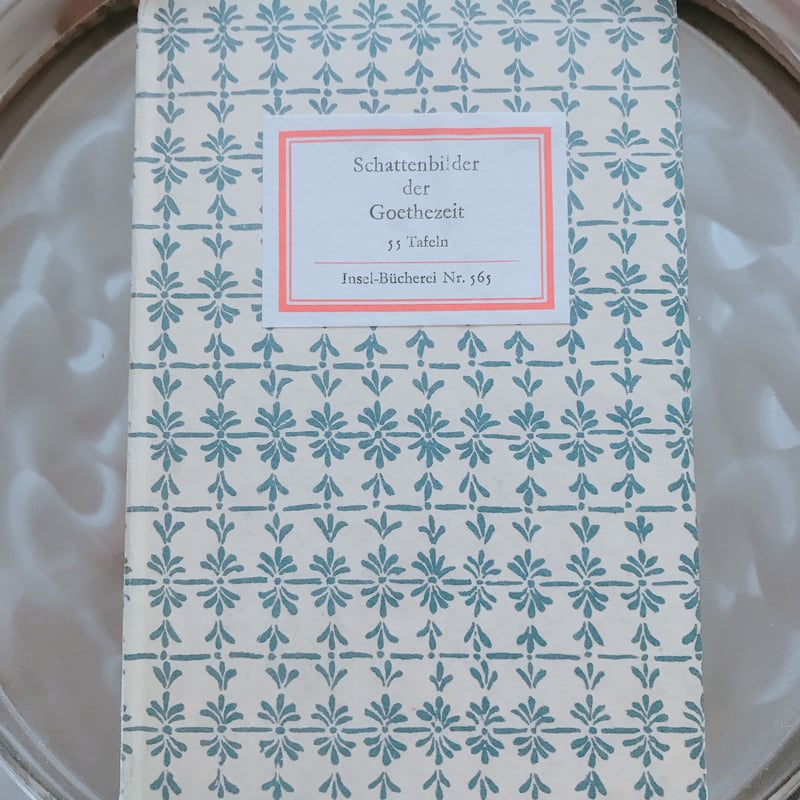 Schattenbilder
der
Goethezeit
55 Tafeln
Insel-Bücherei Nr. 565